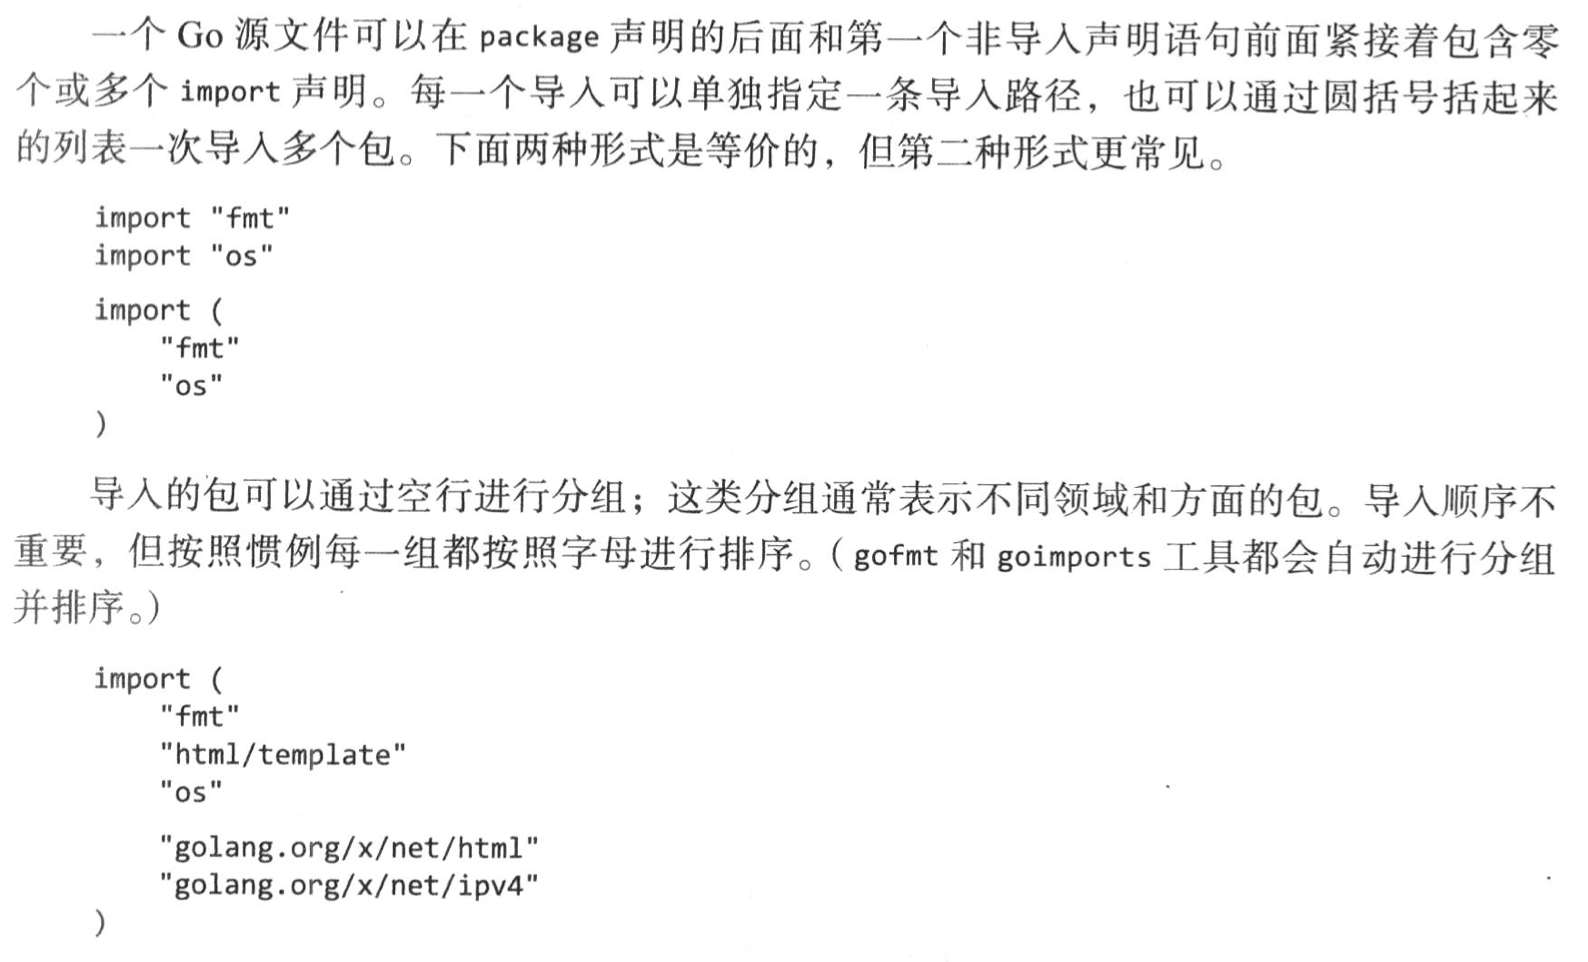 一个 Go 源文件可以在 package 声明的后面和第一个非导入声明语句前面紧接着包含零
个或多个 import 声明。每一个导入可以单独指定一条导入路径，也可以通过圆括号括起来
的列表一次导入多个包。下面两种形式是等价的，但第二种形式更常见。
import "fmt"
import "os"
import (
"fmt"
"os"
)
导入的包可以通过空行进行分组；这类分组通常表示不同领域和方面的包。导入顺序不
重要，但按照惯例每一组都按照字母进行排序。（gofmt 和 goimports 工具都会自动进行分组
并排序。）
import (
"fmt"
"html/template"
"os"
"golang.org/x/net/html"
"golang.org/x/net/ipv4"
)